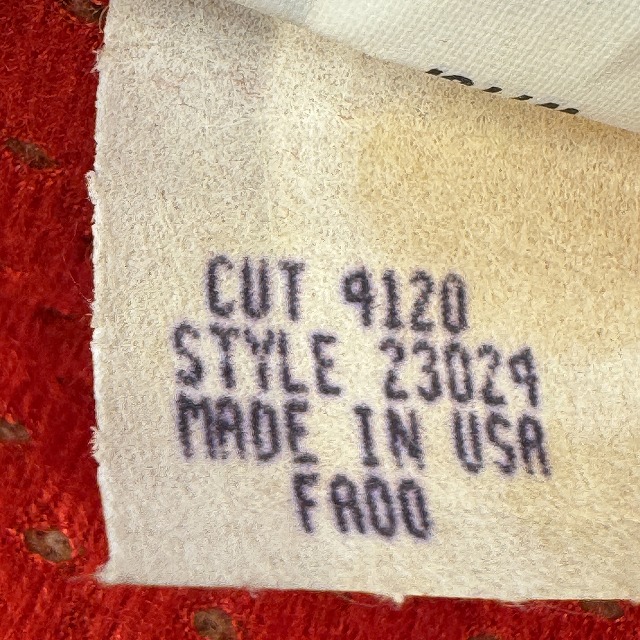 CUT 9120
STYLE 23029
MADE IN USA
FA00